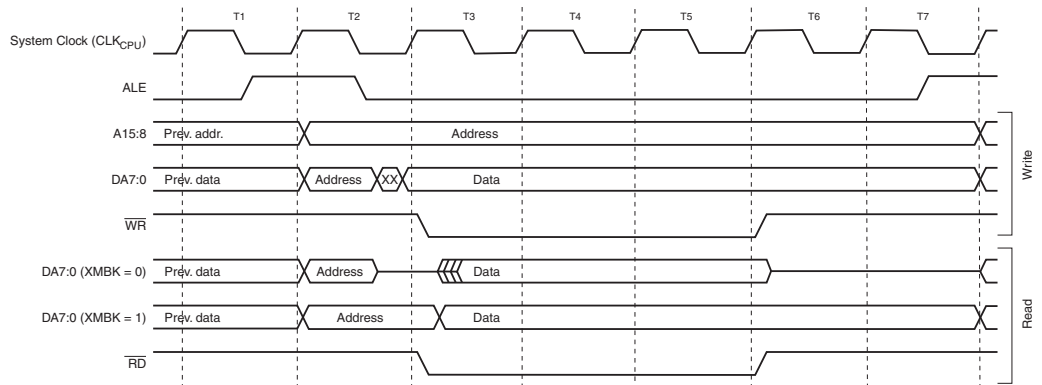 T1 T2 T3 T4 T5 T6 T7
System Clock (CLKCPU)
ALE
A15:8 Prev. addr. Address
DA7:0 Prev. data Address XX Data
WR
Write
DA7:0 (XMBK = 0) Prev. data Address Data
DA7:0 (XMBK = 1) Prev. data Address Data
RD
Read